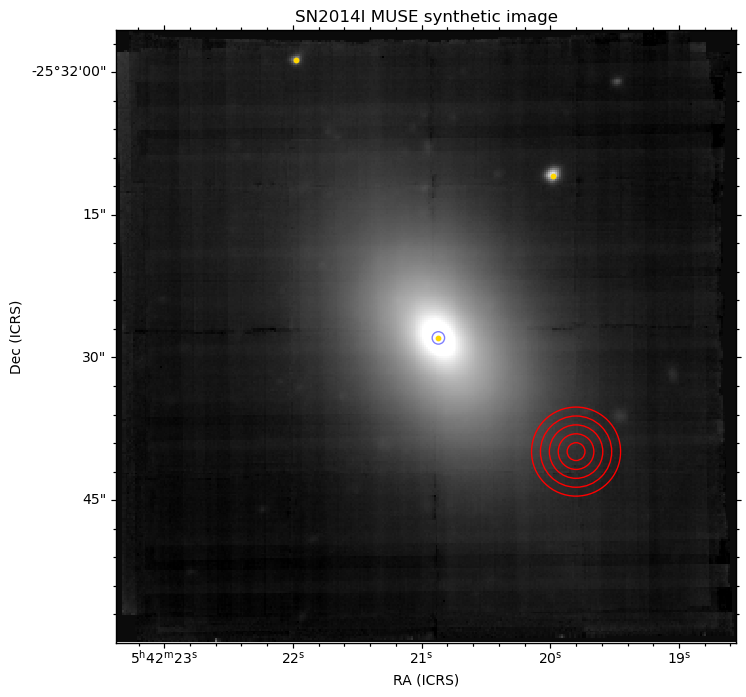 SN2014I MUSE synthetic image
-25°32'00"
15"
30"
45"
Dec (ICRS)
5ʰ42ᵐ23ˢ 22ˢ 21ˢ 20ˢ 19ˢ
RA (ICRS)